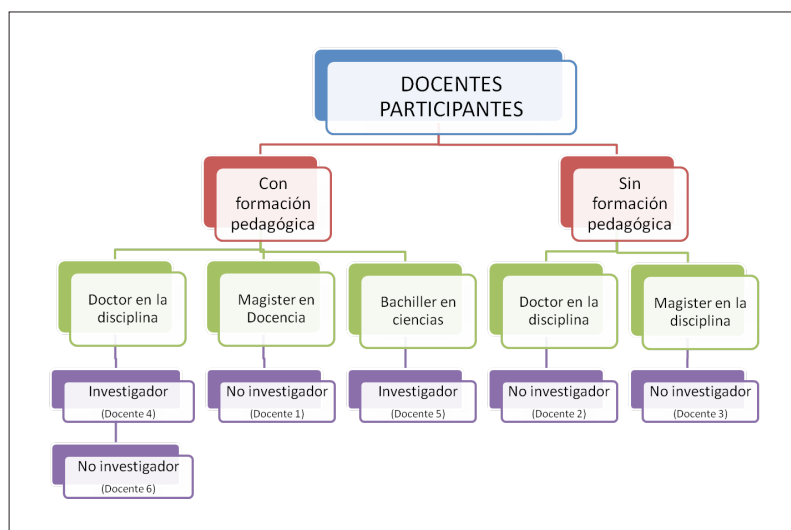 DOCENTES
PARTICIPANTES
Con
formación
pedagógica
Sin
formación
pedagógica
Doctor en la
disciplina
Magister en
Docencia
Bachiller en
ciencias
Doctor en la
disciplina
Magister en la
disciplina
Investigador
(Docente 4)
No investigador
(Docente 1)
Investigador
(Docente 5)
No investigador
(Docente 2)
No investigador
(Docente 3)
No investigador
(Docente 6)